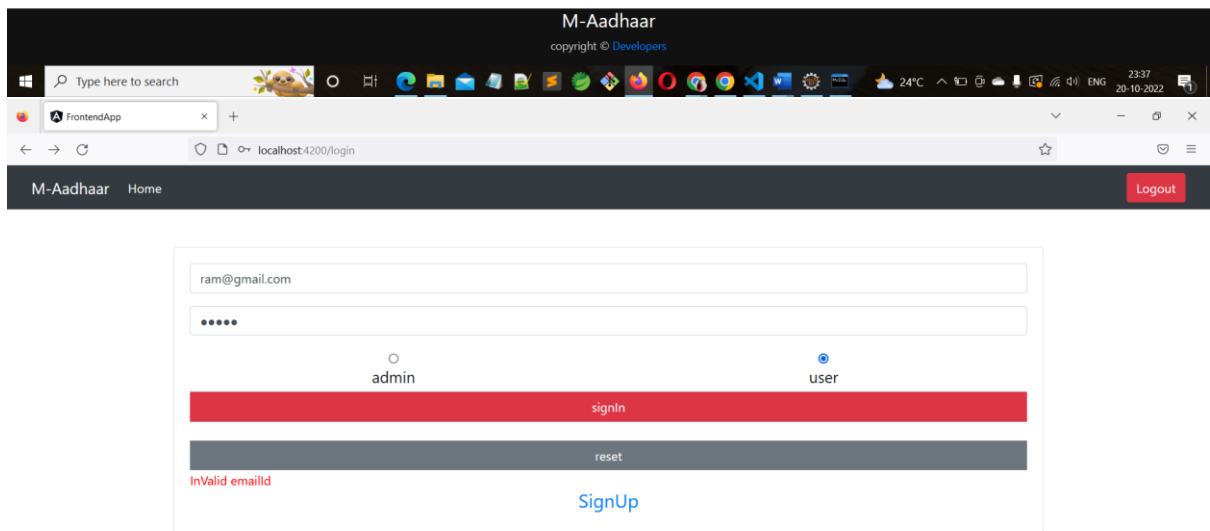 M-Aadhaar
copyright © Developers
Type here to search
24°C ENG 23:37
20-10-2022
FrontendApp
localhost:4200/login
M-Aadhaar Home Logout
ram@gmail.com
admin user
signIn
reset
InValid emailId
SignUp